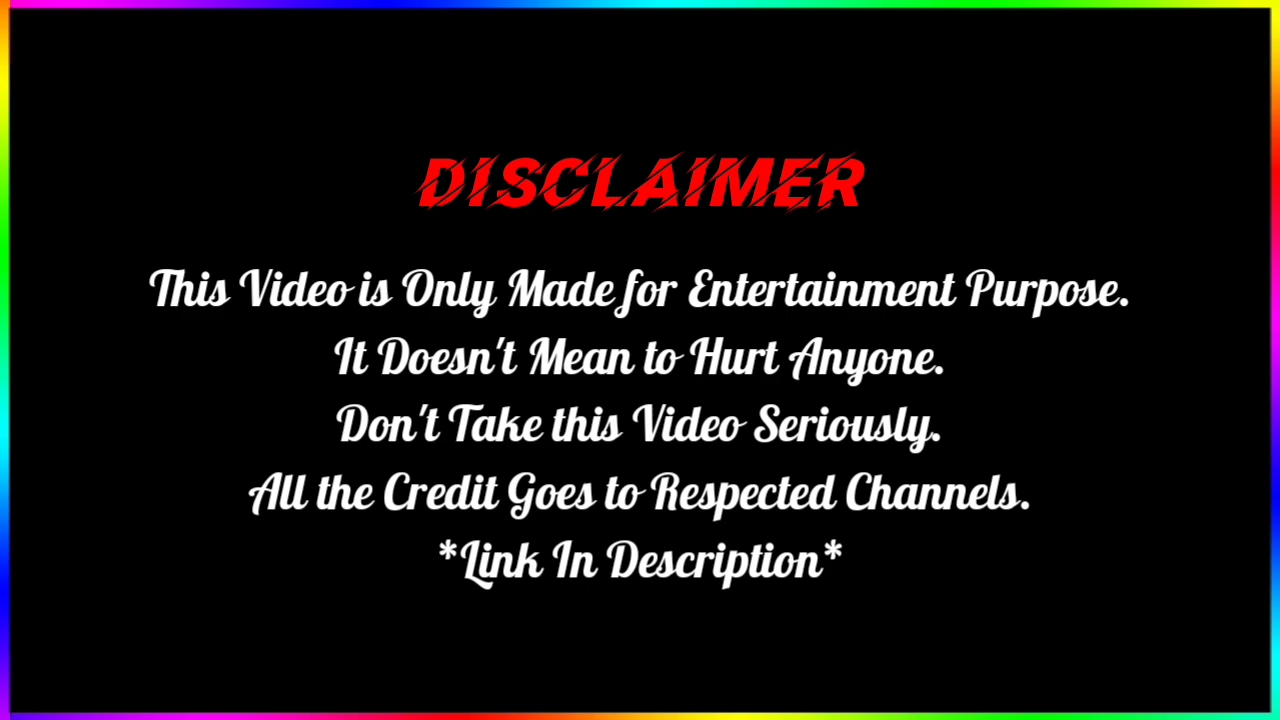 DISCLAIMER
This Video is Only Made for Entertainment Purpose.
It Doesn't Mean to Hurt Anyone.
Don't Take this Video Seriously.
All the Credit Goes to Respected Channels.
*Link In Description*